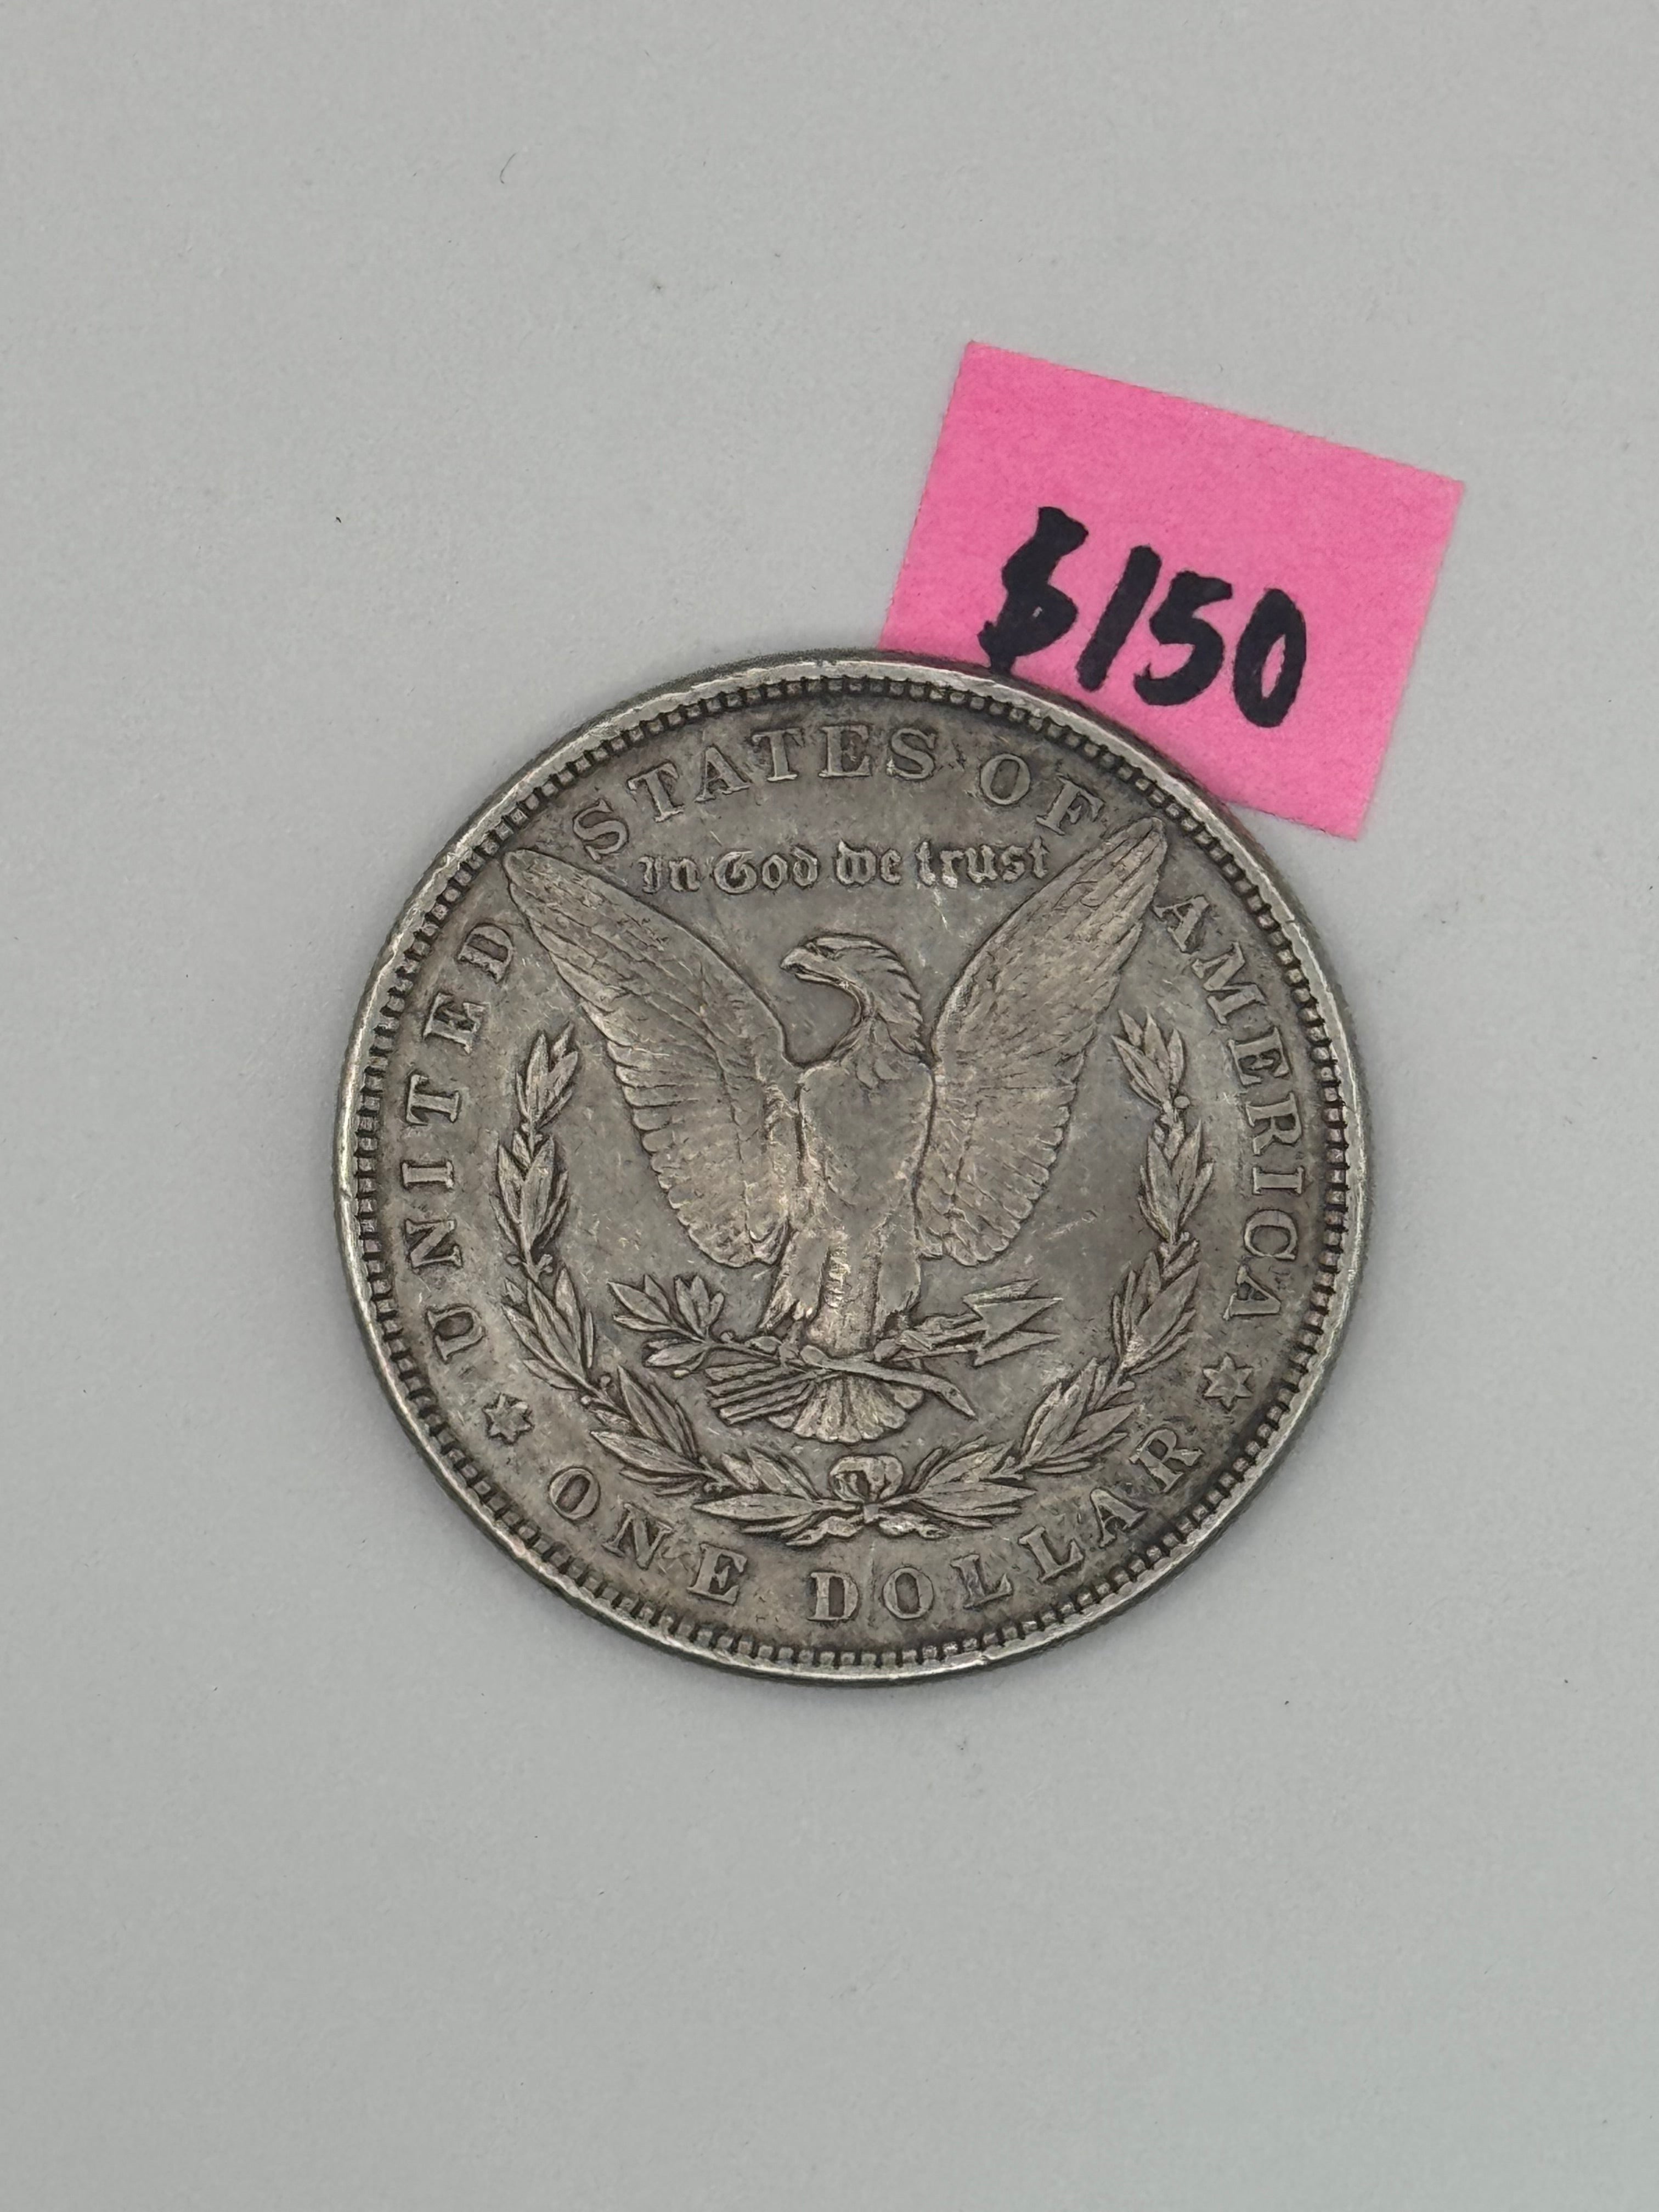 $150
UNITED STATES OF AMERICA
In God we trust
ONE DOLLAR